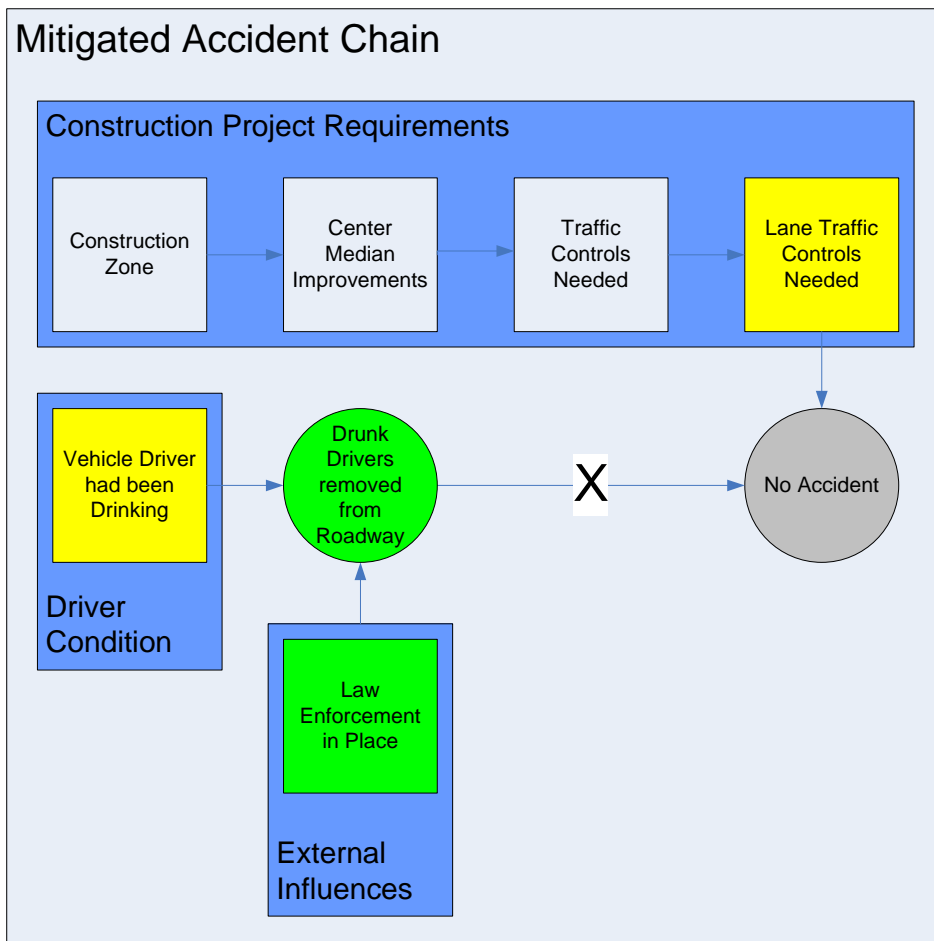 Mitigated Accident Chain
Construction Project Requirements
Construction
Zone
Center
Median
Improvements
Traffic
Controls
Needed
Lane Traffic
Controls
Needed
Vehicle Driver
had been
Drinking
Driver
Condition
Drunk
Drivers
removed
from
Roadway
X
No Accident
Law
Enforcement
in Place
External
Influences